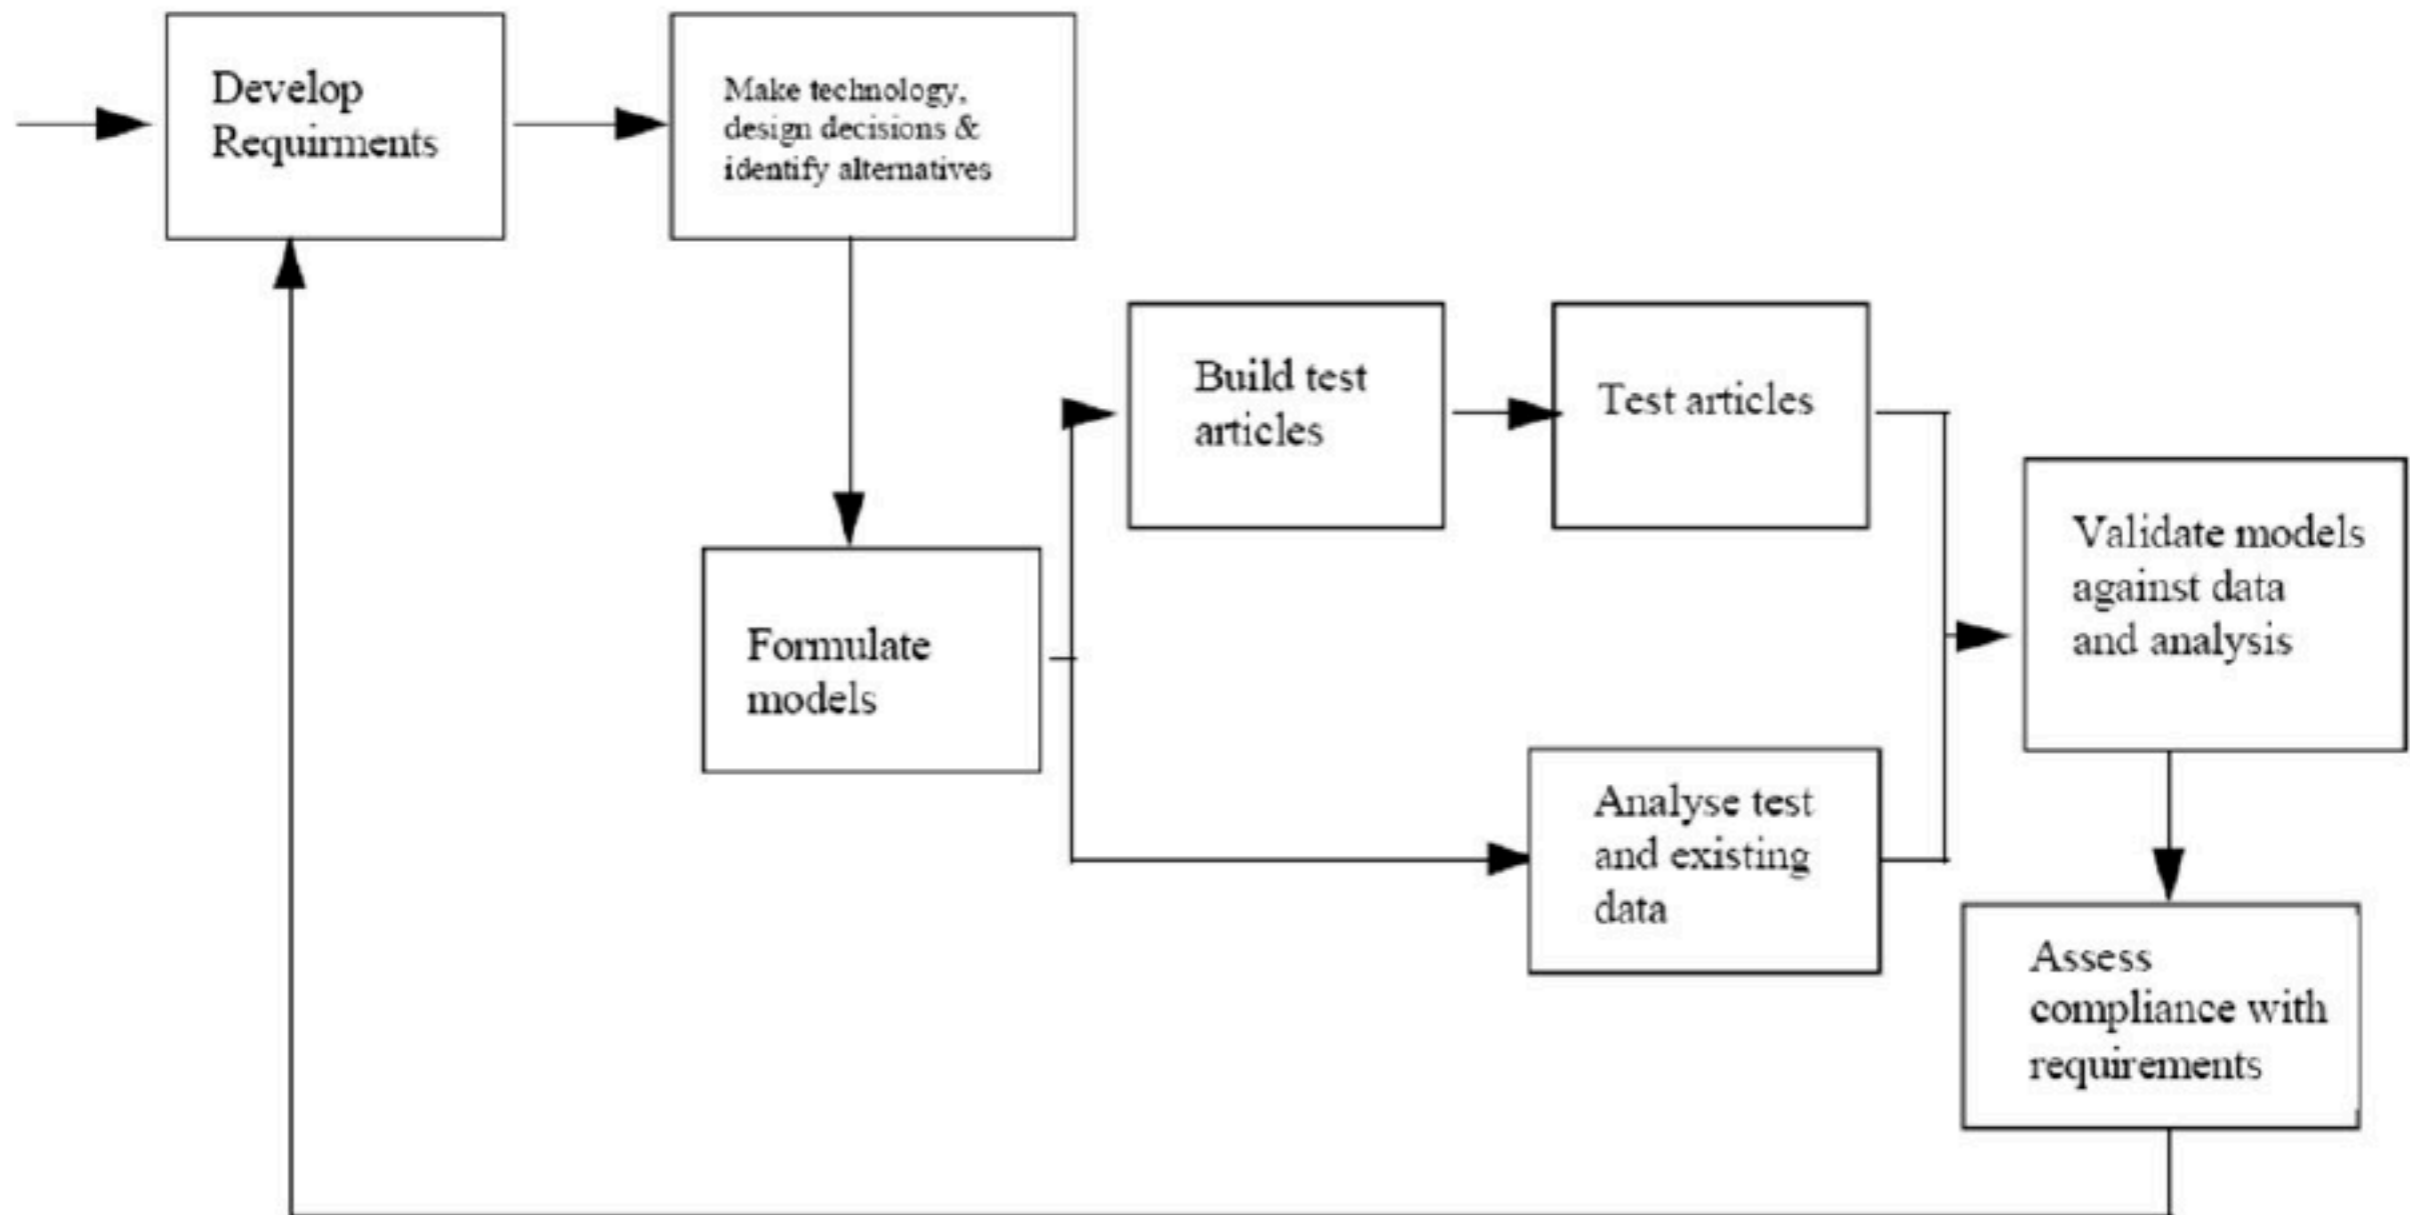 Develop
Requirments
Make technology,
design decisions &
identify alternatives
Build test
articles
Test articles
Validate models
against data
and analysis
Formulate
models
Analyse test
and existing
data
Assess
compliance with
requirements